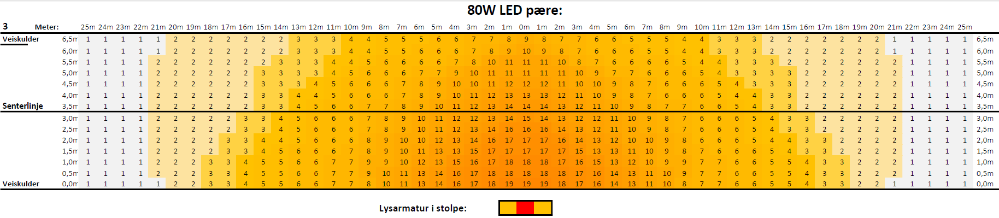 80W LED pære:
3 Meter: 25m 24m 23m 22m 21m 20m 19m 18m 17m 16m 15m 14m 13m 12m 11m 10m 9m 8m 7m 6m 5m 4m 3m 2m 1m 0m 1m 2m 3m 4m 5m 6m 7m 8m 9m 10m 11m 12m 13m 14m 15m 16m 17m 18m 19m 20m 21m 22m 23m 24m 25m
Veiskulder 6,5m 1 1 1 1 1 2 2 2 2 2 2 2 3 3 3 4 4 5 5 5 6 6 7 7 8 9 8 7 7 6 6 5 5 5 4 4 3 3 3 2 2 2 2 2 2 2 1 1 1 1 1 6,5m
6,0m 1 1 1 1 1 2 2 2 2 2 2 2 3 3 3 4 4 5 5 6 6 6 7 8 9 10 9 8 7 6 6 6 5 5 4 4 3 3 3 2 2 2 2 2 2 2 1 1 1 1 1 6,0m
5,5m 1 1 1 1 2 2 2 2 2 2 2 3 3 3 4 4 5 6 6 6 6 7 8 10 11 11 11 10 8 7 6 6 6 6 5 4 4 3 3 3 2 2 2 2 2 2 2 1 1 1 1 5,5m
5,0m 1 1 1 1 2 2 2 2 2 2 3 3 3 3 4 5 6 6 6 7 7 9 10 11 11 11 11 11 10 9 7 7 6 6 6 5 4 3 3 3 3 2 2 2 2 2 2 1 1 1 1 5,0m
4,5m 1 1 1 1 2 2 2 2 2 2 3 3 3 4 5 6 6 6 7 8 9 10 10 11 12 12 12 11 10 10 9 8 7 6 6 6 5 4 3 3 3 2 2 2 2 2 2 1 1 1 1 4,5m
4,0m 1 1 1 1 2 2 2 2 2 2 3 3 4 4 5 6 6 6 7 8 9 10 11 12 13 13 13 12 11 10 9 8 7 6 6 6 5 4 4 3 3 2 2 2 2 2 2 1 1 1 1 4,0m
Senterlinje 3,5m 1 1 1 1 2 2 2 2 2 2 3 3 4 5 6 6 7 7 8 9 10 11 12 13 14 14 14 13 12 11 10 9 8 7 7 6 6 5 4 3 3 2 2 2 2 2 2 1 1 1 1 3,5m
3,0m 1 1 1 1 2 2 2 2 2 3 3 4 5 6 6 6 7 8 9 10 11 12 12 13 14 15 14 13 12 12 11 10 9 8 7 6 6 6 5 4 3 3 2 2 2 2 2 1 1 1 1 3,0m
2,5m 1 1 1 1 2 2 2 2 2 3 3 4 5 6 6 6 7 8 9 10 11 12 13 14 16 16 16 14 13 12 11 10 9 8 7 6 6 6 5 4 3 3 2 2 2 2 2 1 1 1 1 2,5m
2,0m 1 1 1 1 2 2 2 2 3 3 4 4 5 6 6 6 8 9 10 10 12 13 14 16 17 17 17 16 14 13 12 10 10 9 8 6 6 6 5 4 4 3 3 2 2 2 2 1 1 1 1 2,0m
1,5m 1 1 1 1 2 2 2 2 3 3 4 5 6 6 6 7 8 9 10 11 13 13 15 17 17 17 17 17 15 13 13 11 10 9 8 7 6 6 6 5 4 3 3 2 2 2 2 1 1 1 1 1,5m
1,0m 1 1 1 1 2 2 2 3 3 4 5 5 6 6 7 7 9 9 10 12 13 15 16 17 18 18 18 17 16 15 13 12 10 9 9 7 7 6 6 5 5 4 3 3 2 2 2 1 1 1 1 1,0m
0,5m 1 1 1 1 2 2 2 3 3 4 5 5 6 6 7 7 9 10 11 13 14 16 17 18 18 18 18 18 17 16 14 13 11 10 9 7 7 6 6 5 5 4 3 3 2 2 2 1 1 1 1 0,5m
Veiskulder 0,0m 1 1 1 1 1 2 2 3 3 4 5 5 6 6 7 7 8 10 11 13 14 16 17 18 19 19 19 18 17 16 14 13 11 10 8 7 7 6 6 5 5 4 3 3 2 2 1 1 1 1 1 0,0m
Lysarmatur i stolpe: